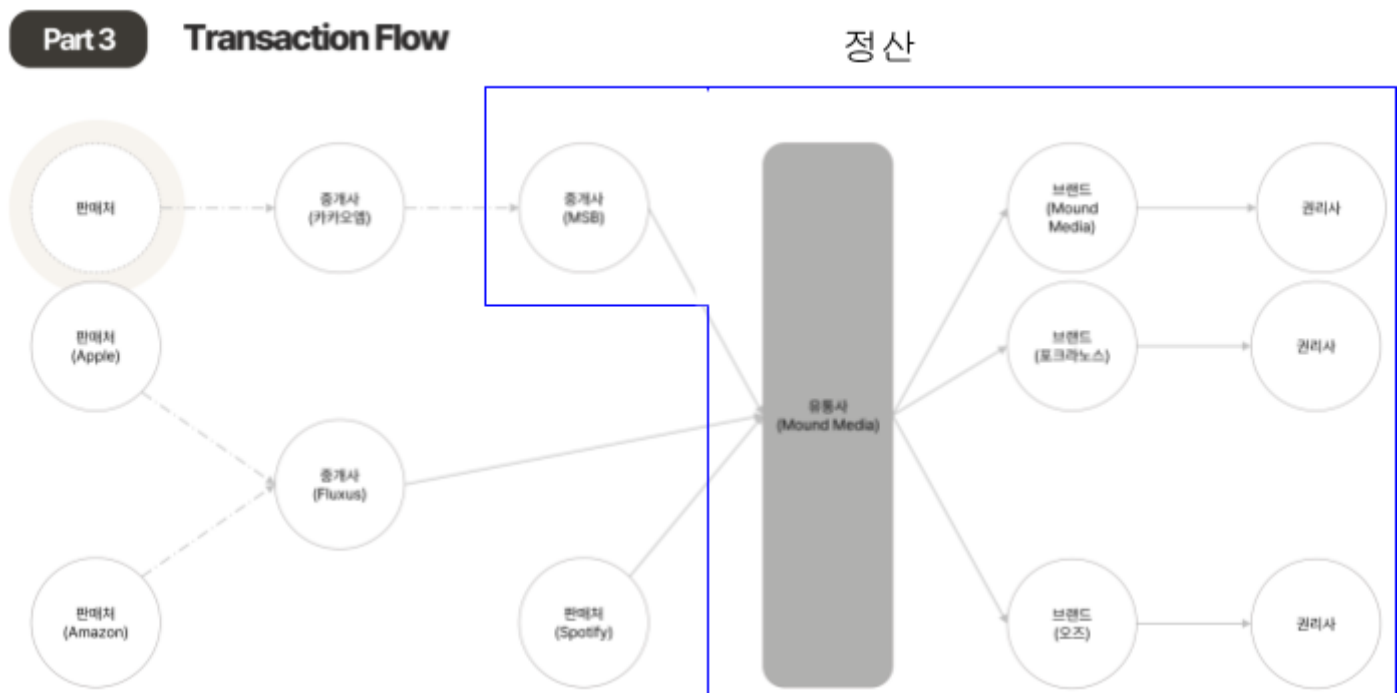 Part 3
Transaction Flow
정산
판매처
중개사
(카카오엠)
중개사
(MSB)
브랜드
(Mound
Media)
권리사
판매처
(Apple)
브랜드
(포크라노스)
권리사
유통사
(Mound Media)
중개사
(Fluxus)
판매처
(Amazon)
판매처
(Spotify)
브랜드
(오즈)
권리사